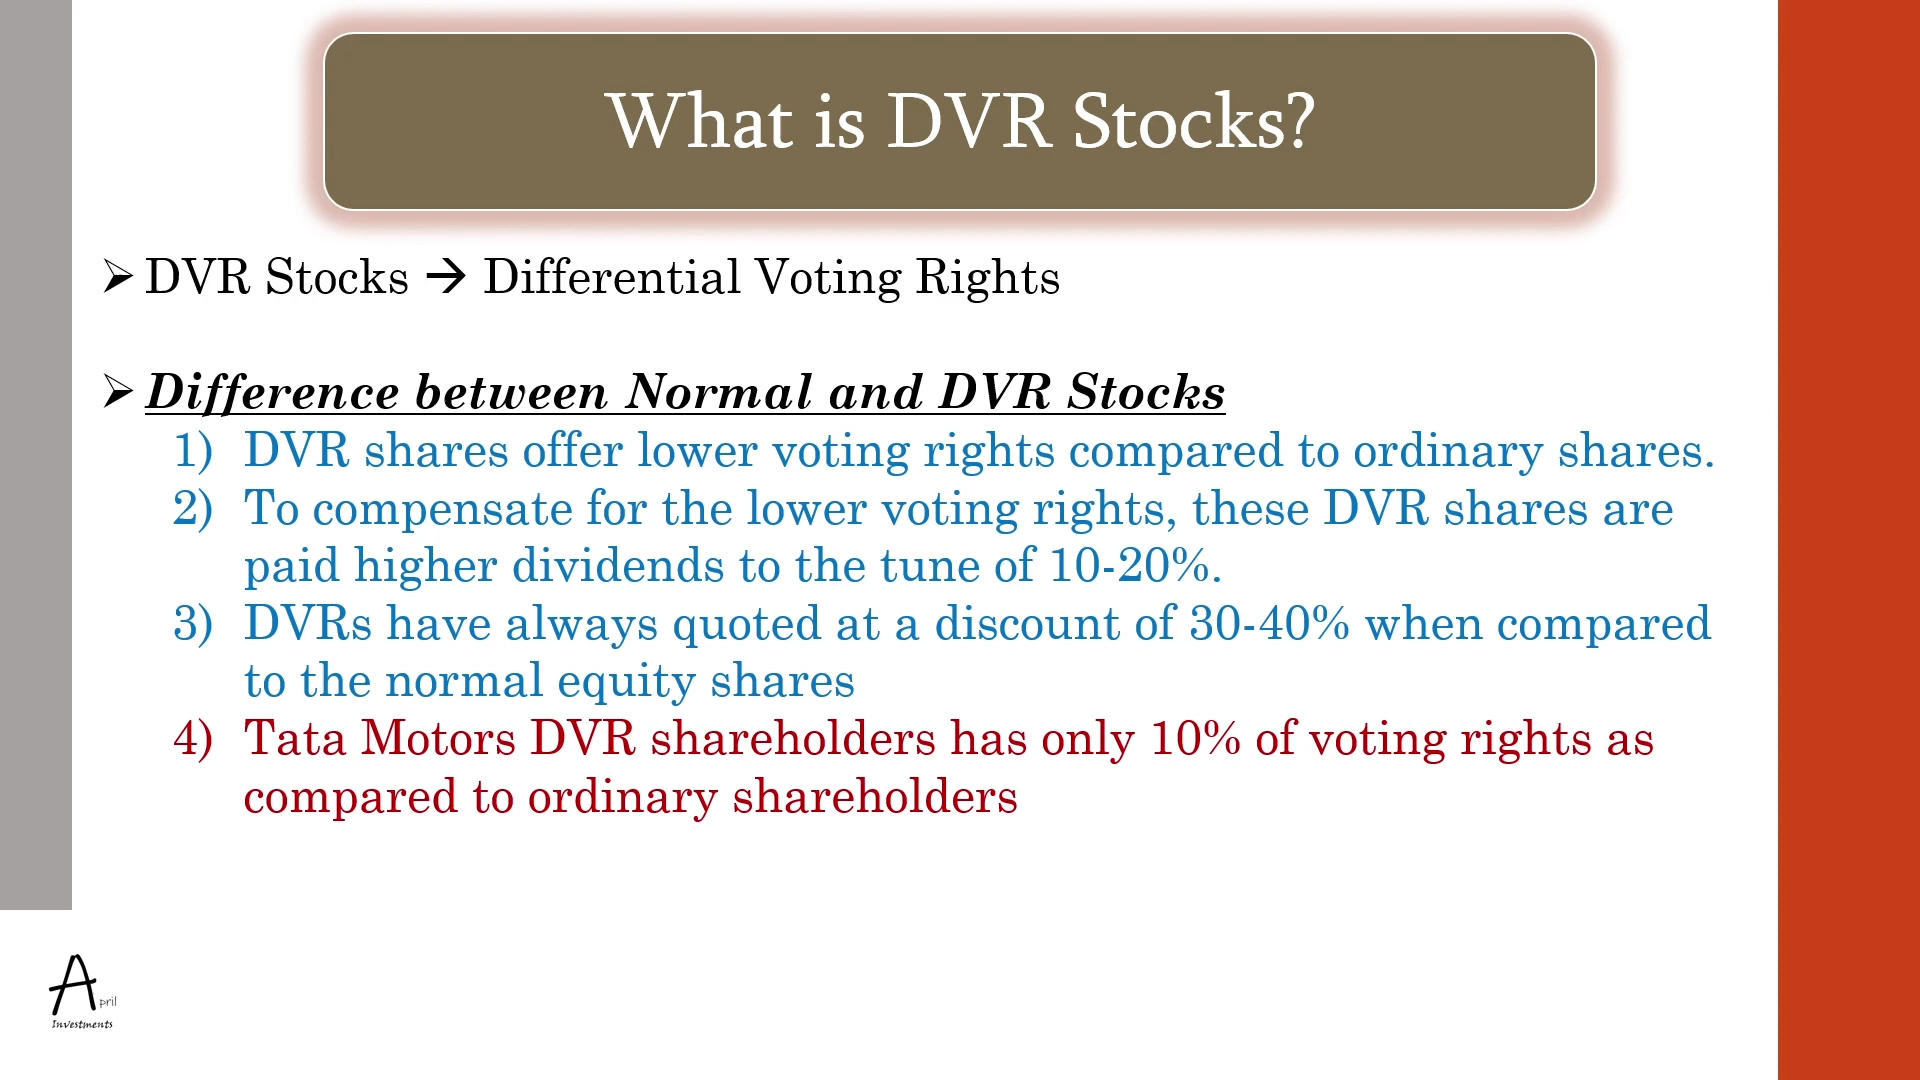 What is DVR Stocks?
➢ DVR Stocks → Differential Voting Rights
➢ Difference between Normal and DVR Stocks
1) DVR shares offer lower voting rights compared to ordinary shares.
2) To compensate for the lower voting rights, these DVR shares are
paid higher dividends to the tune of 10-20%.
3) DVRs have always quoted at a discount of 30-40% when compared
to the normal equity shares
4) Tata Motors DVR shareholders has only 10% of voting rights as
compared to ordinary shareholders
April
Investments